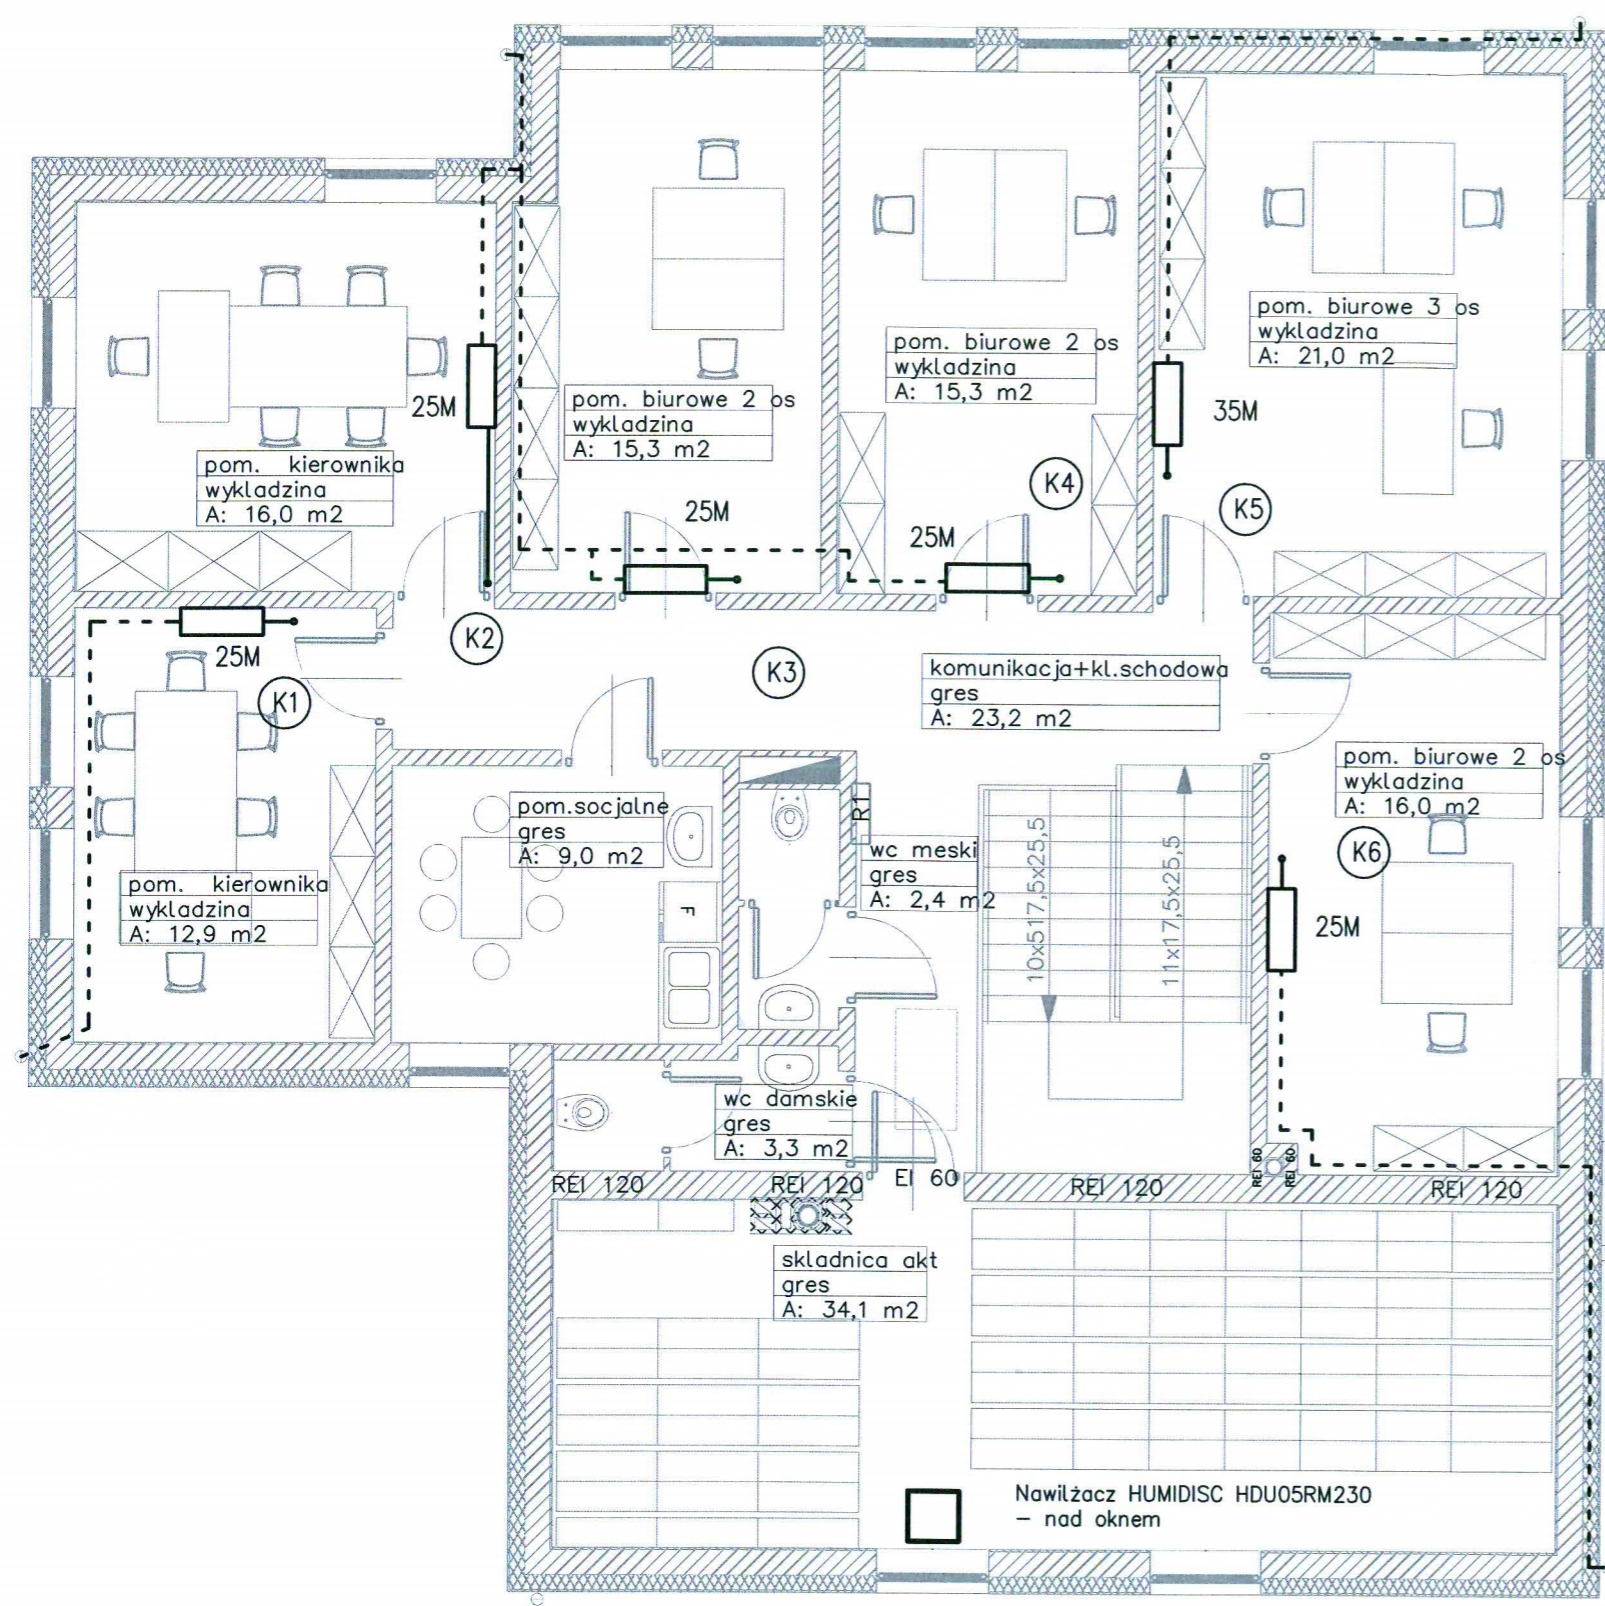 pom. biurowe 3 os
wykladzina
A: 21,0 m2
pom. biurowe 2 os
wykladzina
A: 15,3 m2
35M
25M
pom. biurowe 2 os
wykladzina
A: 15,3 m2
pom. kierownika
wykladzina
A: 16,0 m2
K4
K5
25M
25M
K2
25M
K3
komunikacja+kl.schodowa
gres
A: 23,2 m2
K1
pom. biurowe 2 os
wykladzina
A: 16,0 m2
pom.socjalne
gres
A: 9,0 m2
R1
wc meski
gres
A: 2,4 m2
10x517,5x25,5
11x17,5x25,5
K6
pom. kierownika
wykladzina
A: 12,9 m2
F
25M
wc damskie
gres
A: 3,3 m2
REI 60
REI 60
REI 120
REI 120
EI 60
REI 120
REI 120
skladnica akt
gres
A: 34,1 m2
Nawilżacz HUMIDISC HDU05RM230
– nad oknem